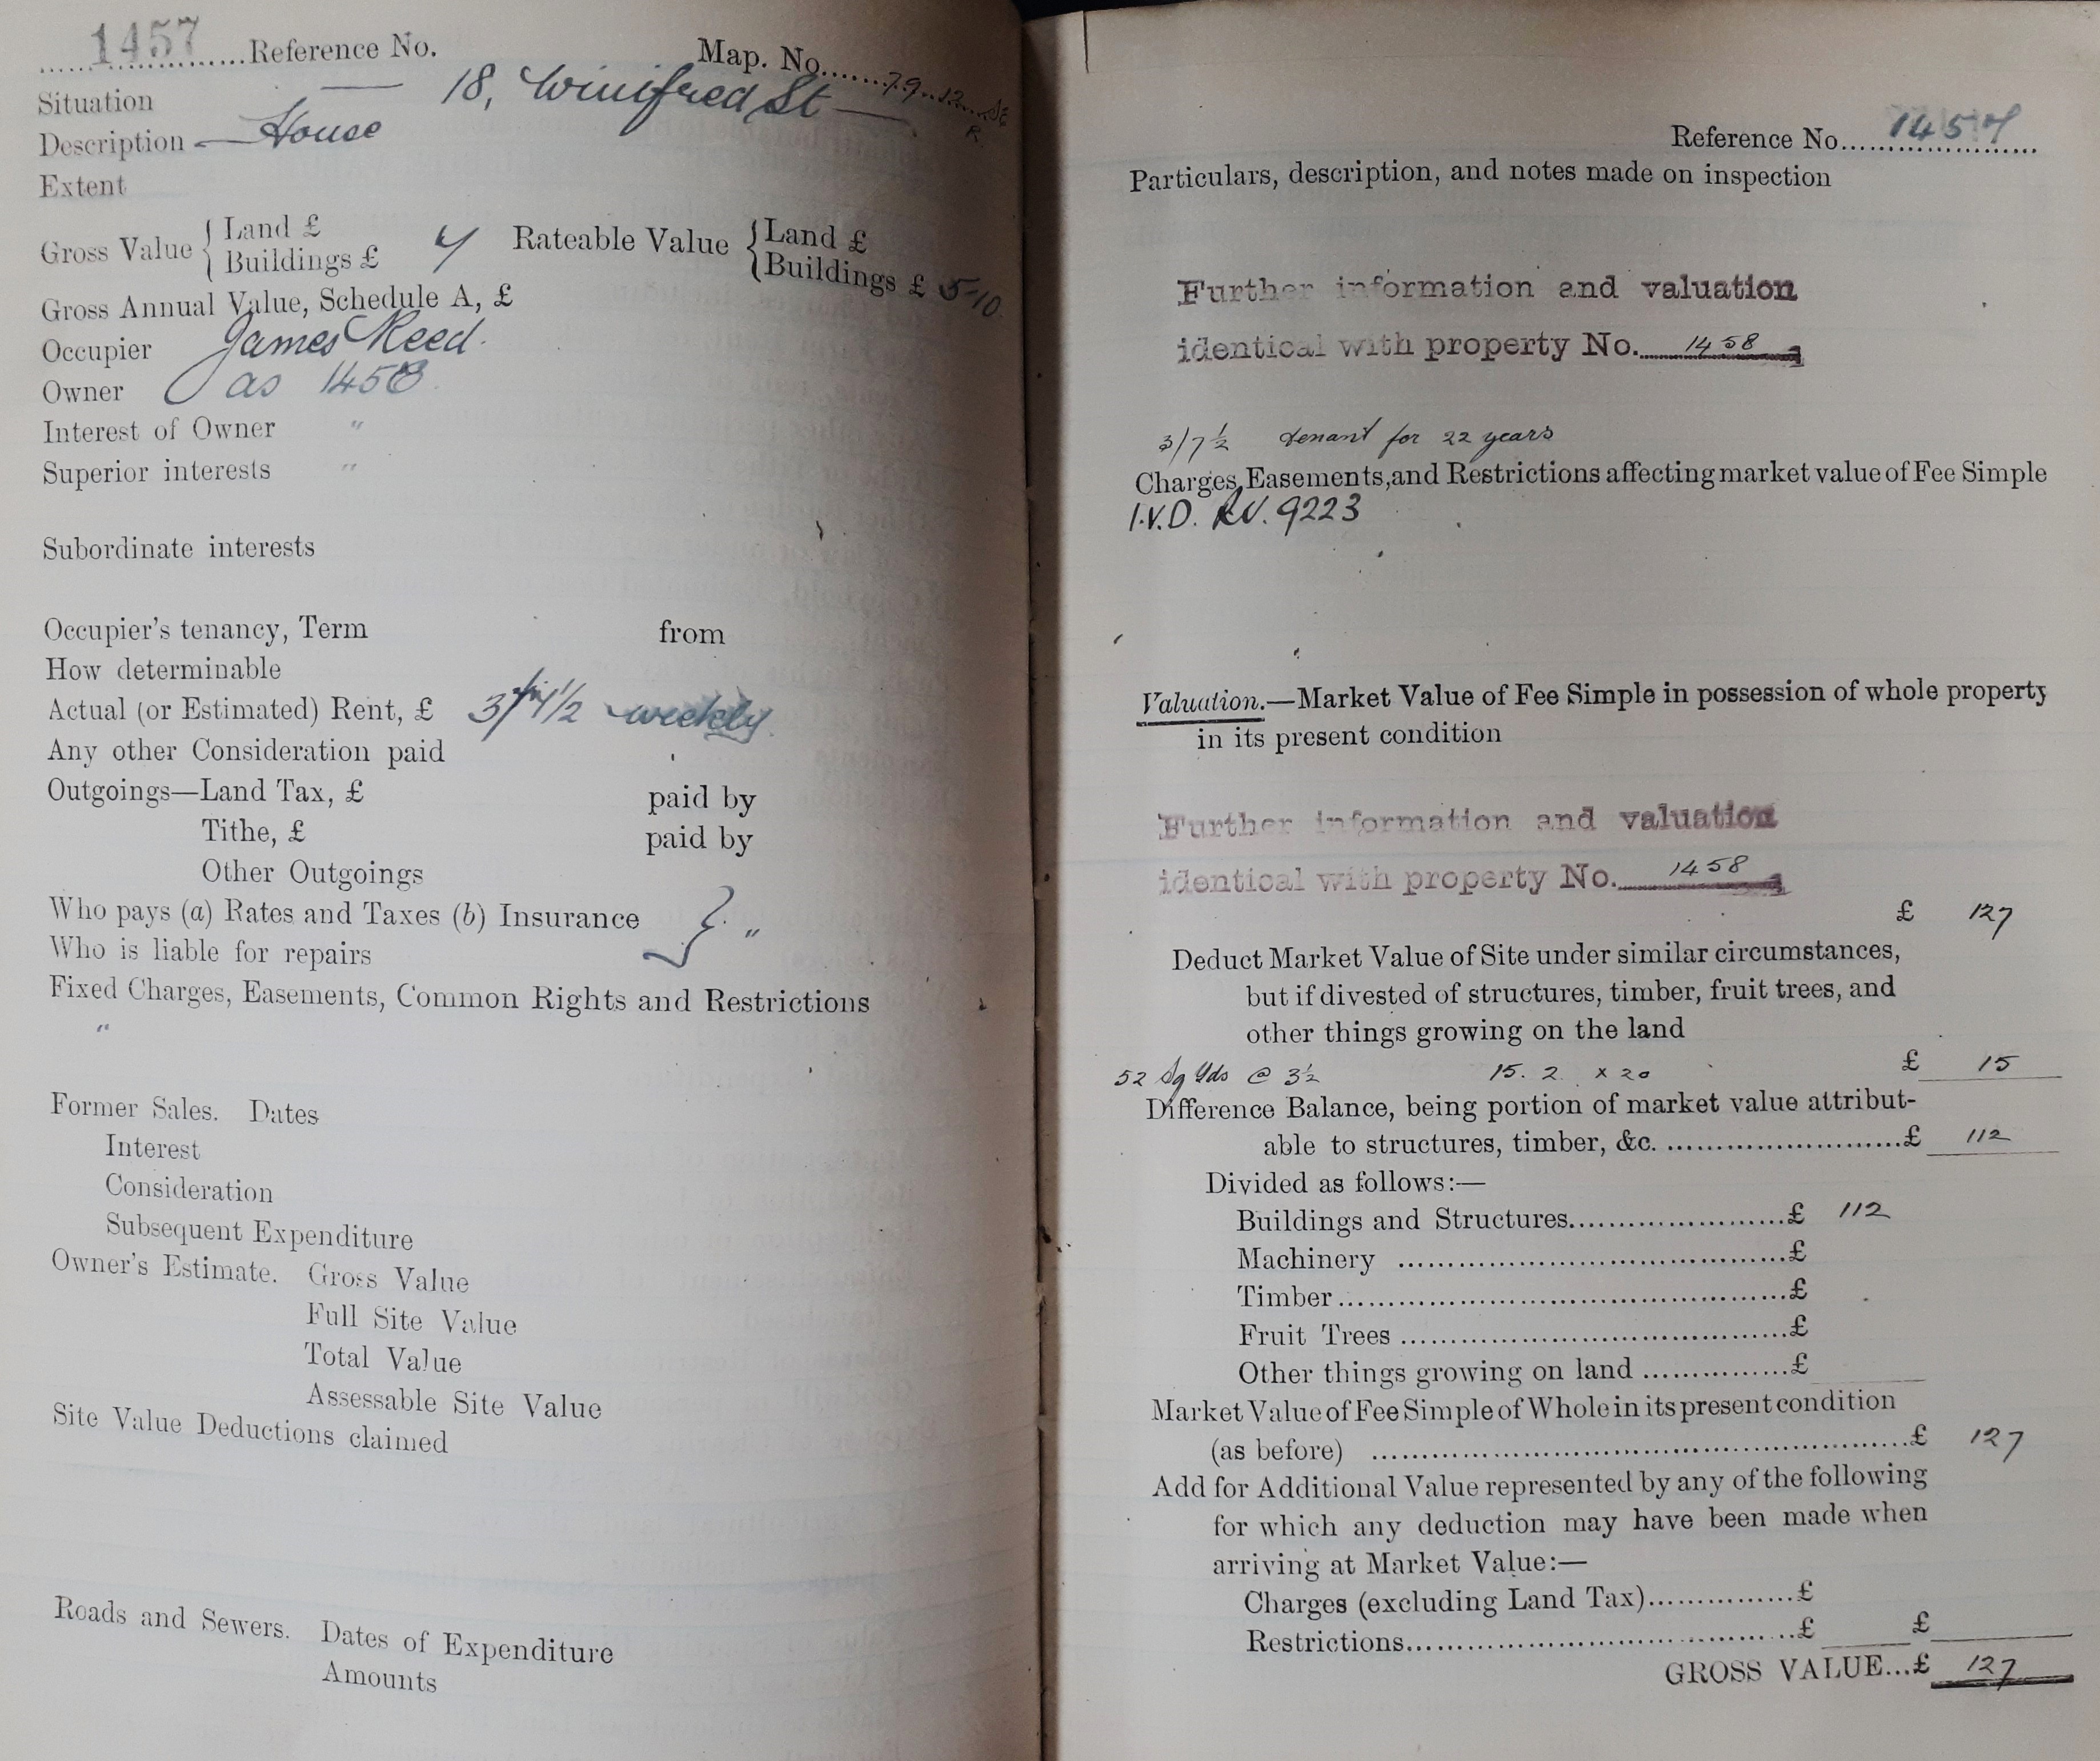 1457 Reference No. Map. No. 79.12.SE
R
Situation — 18, Winifred St —
Description — House
Extent
Gross Value { Land £ Rateable Value { Land £
Buildings £ 7 Buildings £ 5-10
Gross Annual Value, Schedule A, £
Occupier James Reed.
Owner as 1458.
Interest of Owner "
Superior interests "
Subordinate interests
Occupier's tenancy, Term from
How determinable
Actual (or Estimated) Rent, £ 3/7 1/2 weekly.
Any other Consideration paid
Outgoings—Land Tax, £ paid by
Tithe, £ paid by
Other Outgoings
Who pays (a) Rates and Taxes (b) Insurance } "
Who is liable for repairs
Fixed Charges, Easements, Common Rights and Restrictions
"
Former Sales. Dates
Interest
Consideration
Subsequent Expenditure
Owner's Estimate. Gross Value
Full Site Value
Total Value
Assessable Site Value
Site Value Deductions claimed
Roads and Sewers. Dates of Expenditure
Amounts
Reference No. 1457
Particulars, description, and notes made on inspection
Further information and valuation
identical with property No. 1458
3/7 1/2 tenant for 22 years
Charges, Easements, and Restrictions affecting market value of Fee Simple
I.V.D. RV. 9223
Valuation.—Market Value of Fee Simple in possession of whole property
in its present condition
Further information and valuation
identical with property No. 1458
£ 127
Deduct Market Value of Site under similar circumstances,
but if divested of structures, timber, fruit trees, and
other things growing on the land
52 Sq Yds @ 3½ 15. 2. x 20 £ 15
Difference Balance, being portion of market value attribut-
able to structures, timber, &c. £ 112
Divided as follows:—
Buildings and Structures £ 112
Machinery £
Timber £
Fruit Trees £
Other things growing on land £
Market Value of Fee Simple of Whole in its present condition
(as before) £ 127
Add for Additional Value represented by any of the following
for which any deduction may have been made when
arriving at Market Value:—
Charges (excluding Land Tax) £
Restrictions £ £
GROSS VALUE...£ 127